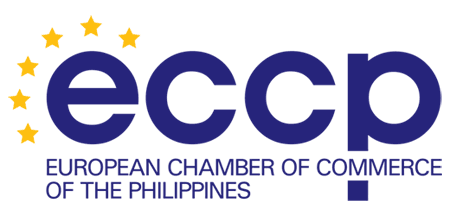 eccp
EUROPEAN CHAMBER OF COMMERCE
OF THE PHILIPPINES